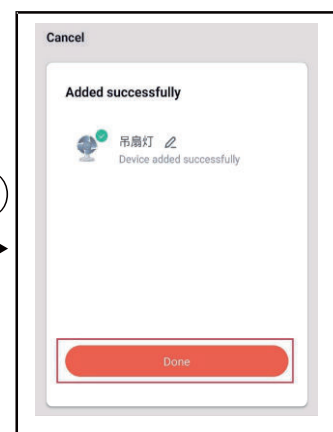 Cancel
Added successfully
吊扇灯
Device added successfully
Done